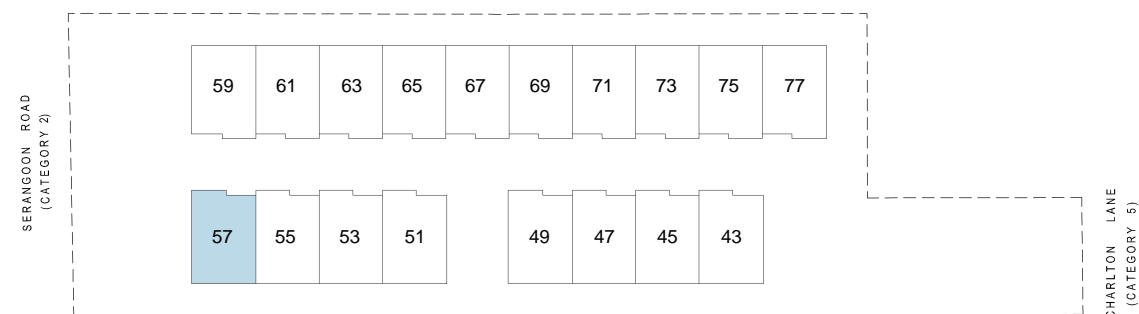 SERANGOON ROAD
(CATEGORY 2)
59 61 63 65 67 69 71 73 75 77
57 55 53 51 49 47 45 43
CHARLTON LANE
(CATEGORY 5)